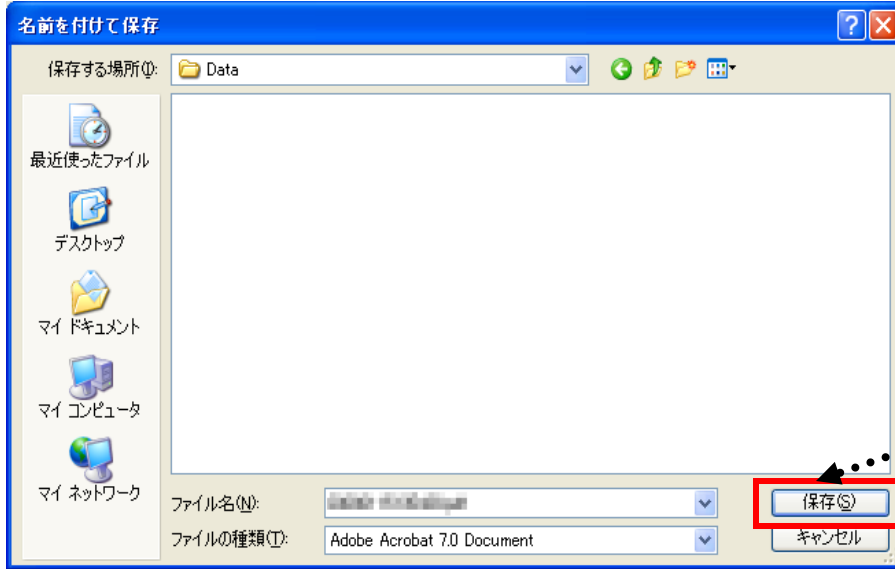 名前を付けて保存
保存する場所(I):
Data
最近使ったファイル
デスクトップ
マイ ドキュメント
マイ コンピュータ
マイ ネットワーク
ファイル名(N):
保存(S)
ファイルの種類(T):
Adobe Acrobat 7.0 Document
キャンセル